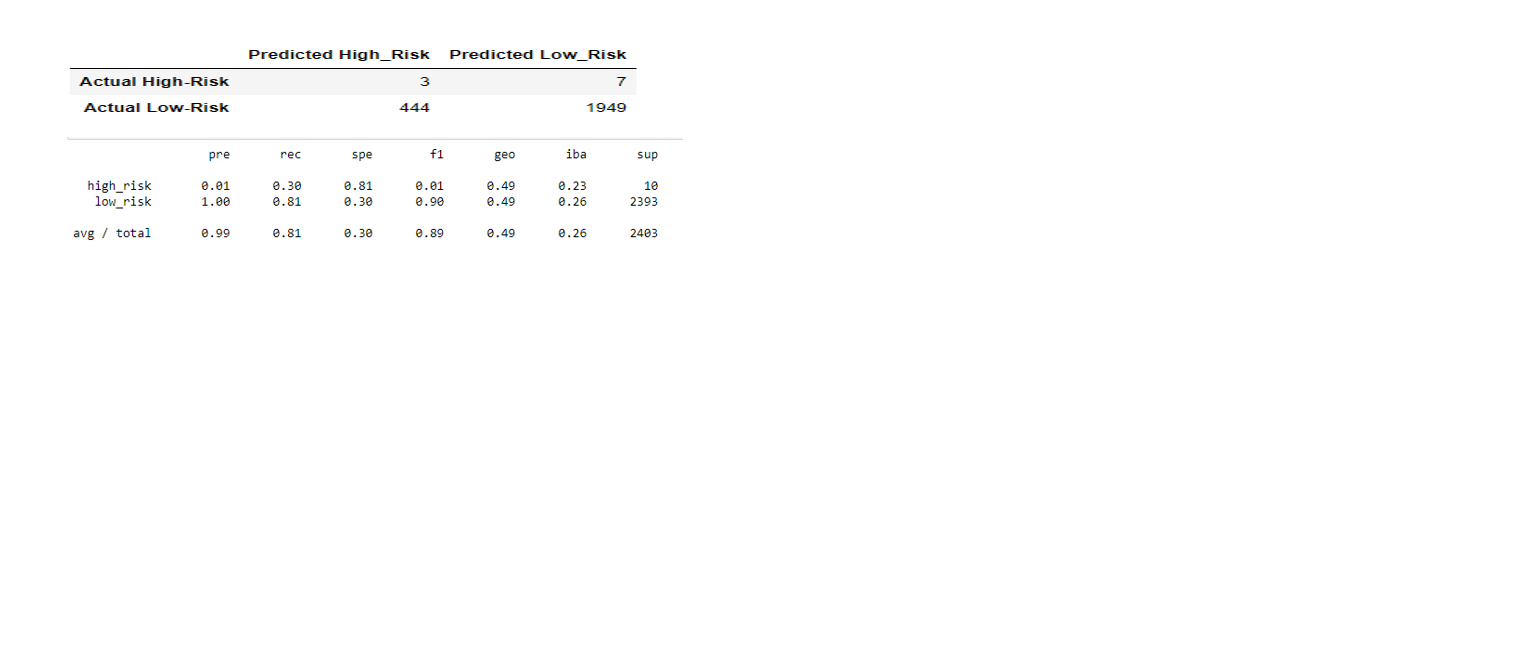 Predicted High_Risk Predicted Low_Risk
Actual High-Risk 3 7
Actual Low-Risk 444 1949
pre rec spe f1 geo iba sup
high_risk 0.01 0.30 0.81 0.01 0.49 0.23 10
low_risk 1.00 0.81 0.30 0.90 0.49 0.26 2393
avg / total 0.99 0.81 0.30 0.89 0.49 0.26 2403